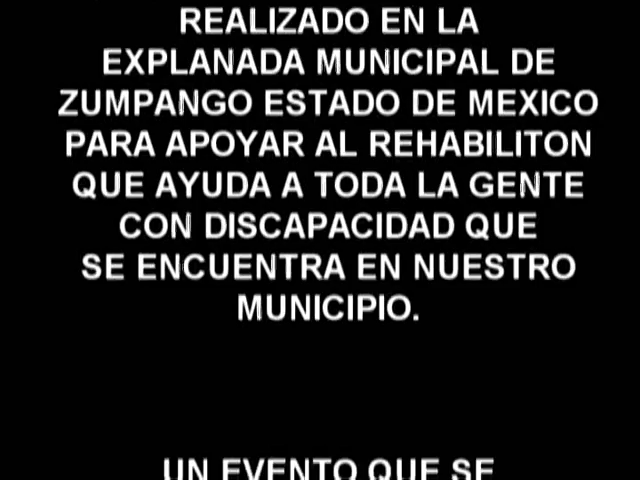 REALIZADO EN LA
EXPLANADA MUNICIPAL DE
ZUMPANGO ESTADO DE MEXICO
PARA APOYAR AL REHABILITON
QUE AYUDA A TODA LA GENTE
CON DISCAPACIDAD QUE
SE ENCUENTRA EN NUESTRO
MUNICIPIO.
UN EVENTO QUE SE